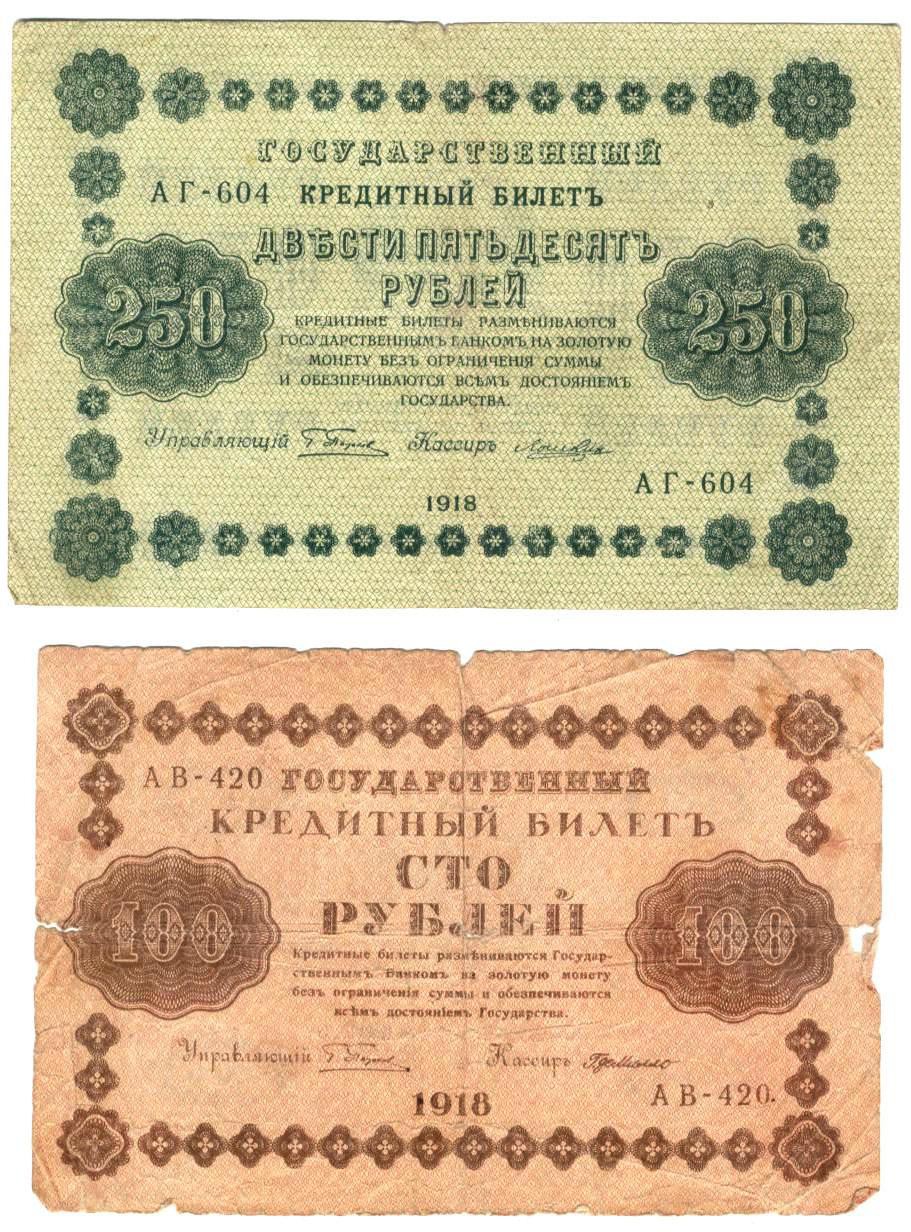 ГОСУДАРСТВЕННЫЙ
АГ-604 КРЕДИТНЫЙ БИЛЕТЪ
ДВѢСТИ ПЯТЬДЕСЯТЪ
РУБЛЕЙ
250 250
КРЕДИТНЫЕ БИЛЕТЫ РАЗМѢНИВАЮТСЯ
ГОСУДАРСТВЕННЫМЪ БАНКОМЪ НА ЗОЛОТУЮ
МОНЕТУ БЕЗЪ ОГРАНИЧЕНІЯ СУММЫ
И ОБЕЗПЕЧИВАЮТСЯ ВСѢМЪ ДОСТОЯНІЕМЪ
ГОСУДАРСТВА.
Управляющій Кассиръ
АГ-604
1918
АВ-420 ГОСУДАРСТВЕННЫЙ
КРЕДИТНЫЙ БИЛЕТЪ
СТО
РУБЛЕЙ
100 100
Кредитные билеты размѣниваются Государ-
ственнымъ Банкомъ на золотую монету
безъ ограниченія суммы и обезпечиваются
всѣмъ достояніемъ Государства.
Управляющій Кассиръ
1918
АВ-420.